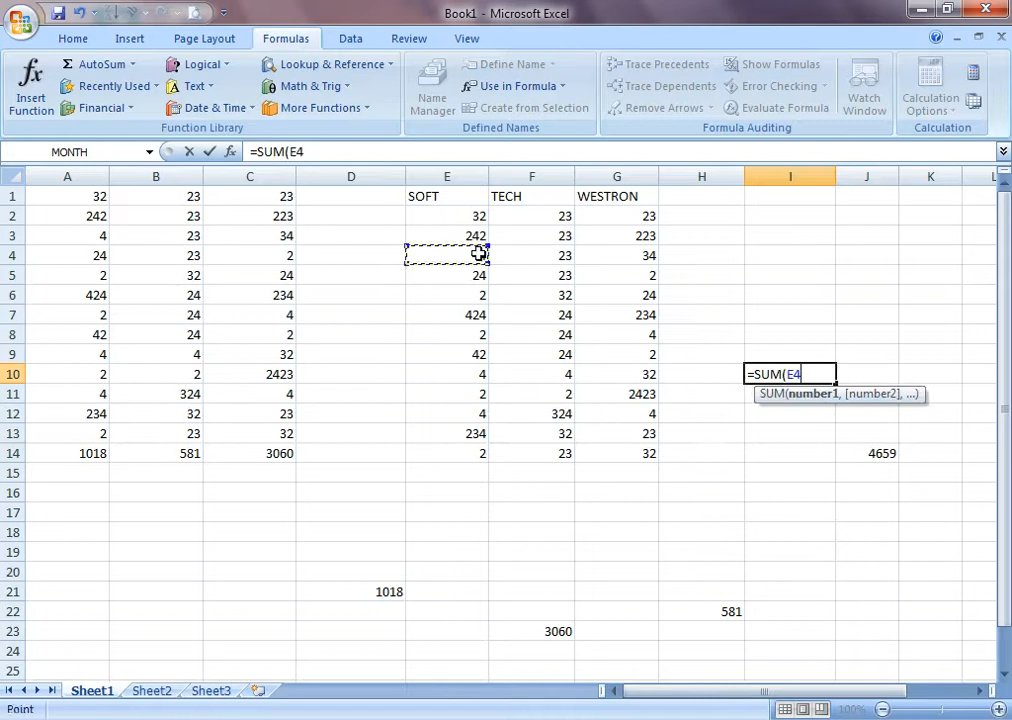 Book1 - Microsoft Excel
Home Insert Page Layout Formulas Data Review View
Insert Function
Σ AutoSum
Recently Used
Financial
Logical
Text
Date & Time
Lookup & Reference
Math & Trig
More Functions
Function Library
Name Manager
Define Name
Use in Formula
Create from Selection
Defined Names
Trace Precedents
Trace Dependents
Remove Arrows
Show Formulas
Error Checking
Evaluate Formula
Formula Auditing
Watch Window
Calculation Options
Calculation
MONTH fx =SUM(E4
A B C D E F G H I J K L
1 32 23 23 SOFT TECH WESTRON
2 242 23 223 32 23 23
3 4 23 34 242 23 223
4 24 23 2 23 34
5 2 32 24 24 23 2
6 424 24 234 2 32 24
7 2 24 4 424 24 234
8 42 24 2 2 24 4
9 4 4 32 42 24 2
10 2 2 2423 4 4 32 =SUM(E4
11 4 324 4 2 2 2423 SUM(number1, [number2], ...)
12 234 32 23 4 324 4
13 2 23 32 234 32 23
14 1018 581 3060 2 23 32 4659
15
16
17
18
19
20
21 1018
22 581
23 3060
24
25
Sheet1 Sheet2 Sheet3
Point 100%